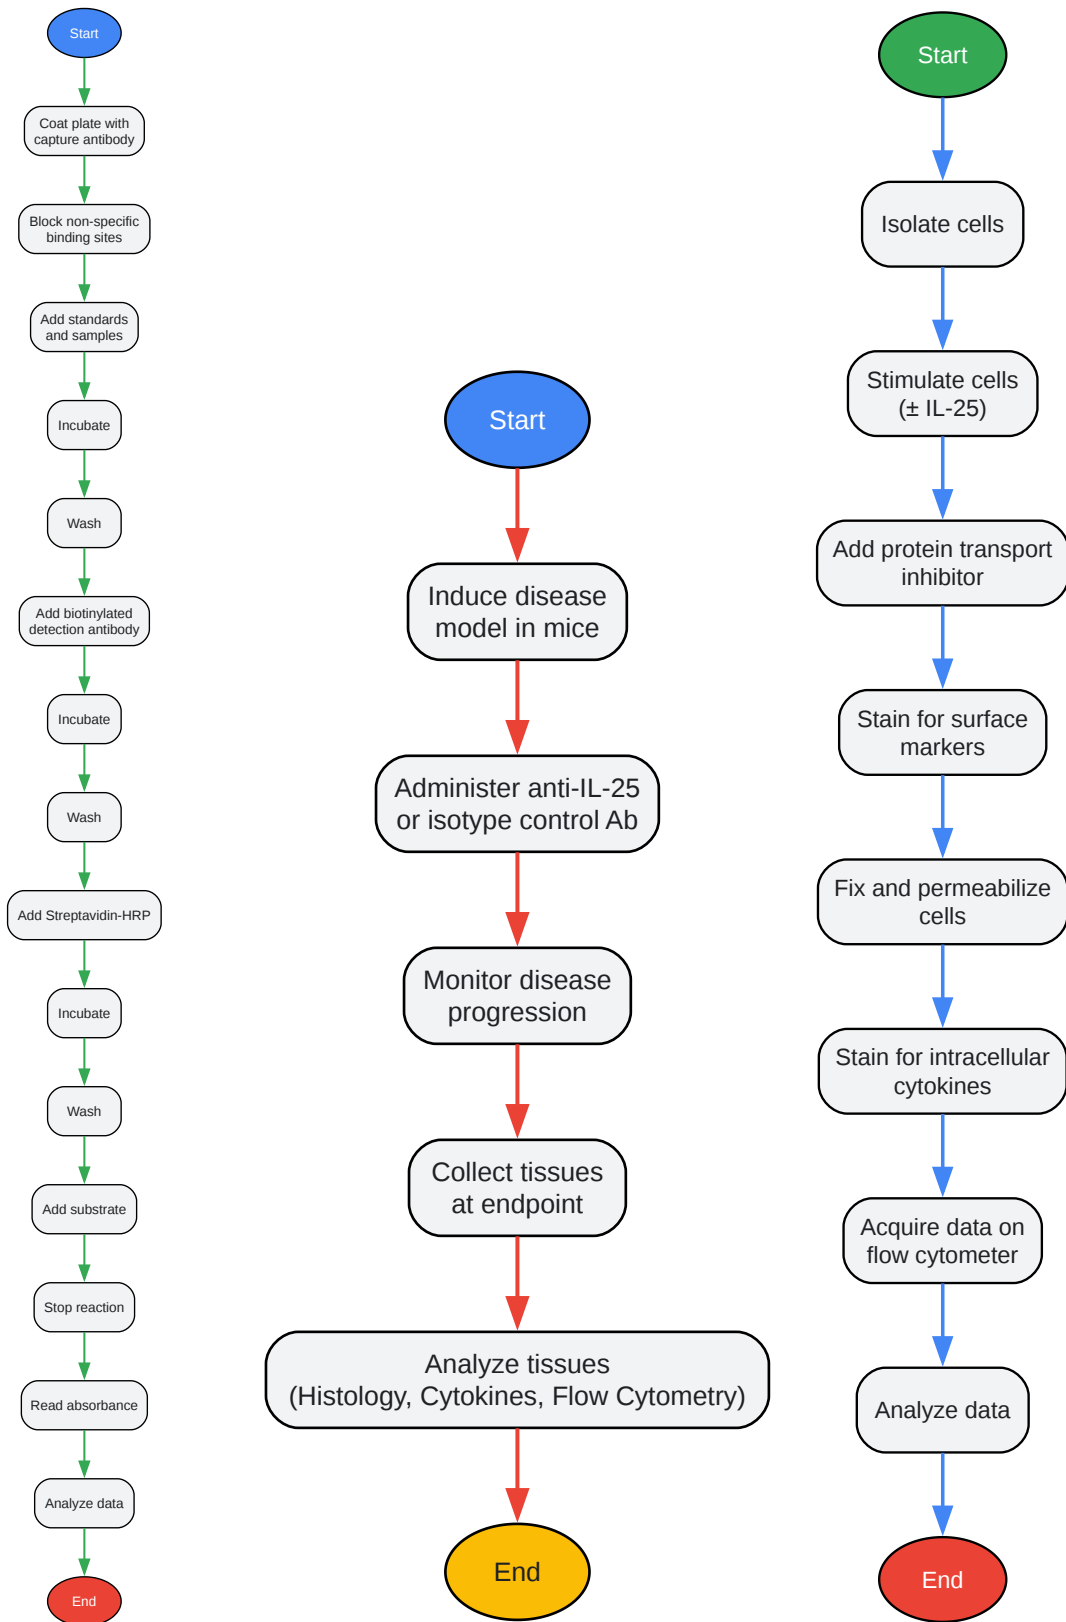 Start
Coat plate with
capture antibody
Block non-specific
binding sites
Add standards
and samples
Incubate
Wash
Add biotinylated
detection antibody
Incubate
Wash
Add Streptavidin-HRP
Incubate
Wash
Add substrate
Stop reaction
Read absorbance
Analyze data
End
Start
Induce disease
model in mice
Administer anti-IL-25
or isotype control Ab
Monitor disease
progression
Collect tissues
at endpoint
Analyze tissues
(Histology, Cytokines, Flow Cytometry)
End
Start
Isolate cells
Stimulate cells
(± IL-25)
Add protein transport
inhibitor
Stain for surface
markers
Fix and permeabilize
cells
Stain for intracellular
cytokines
Acquire data on
flow cytometer
Analyze data
End